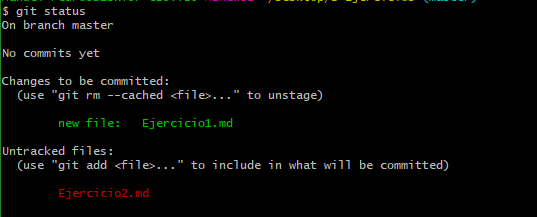 $ git status
On branch master
No commits yet
Changes to be committed:
(use "git rm --cached <file>..." to unstage)
new file: Ejercicio1.md
Untracked files:
(use "git add <file>..." to include in what will be committed)
Ejercicio2.md